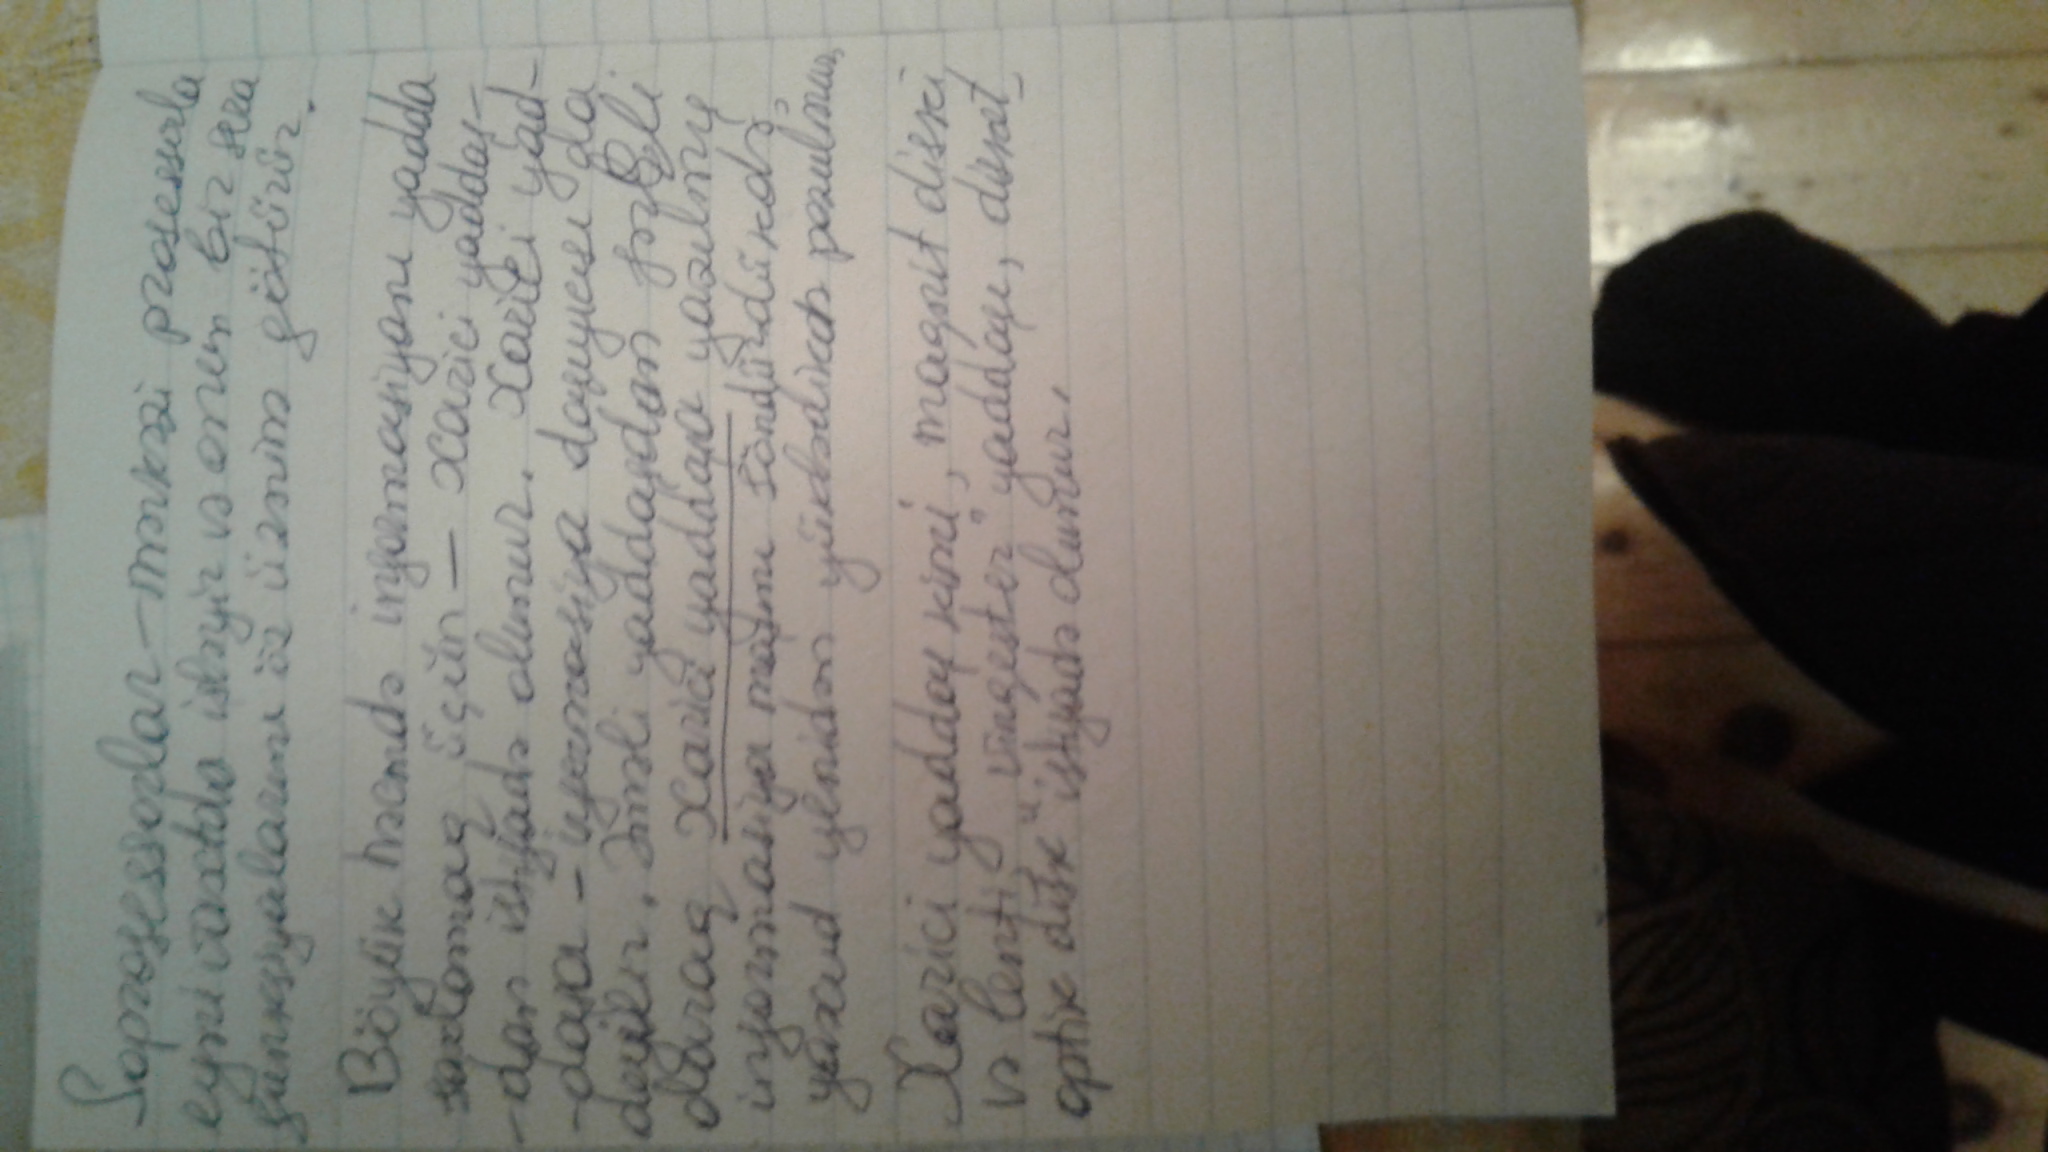 Soprosessorlar – mərkəzi prosessorla
eyni vaxtda işləyir və onun bir sıra
funksiyalarını öz üzərinə götürür.
Böyük həcmdə informasiyanı yadda
saxlamaq üçün – Xarici yaddaş-
-dan istifadə olunur. Xarici yad-
-daşa – informasiya daşıyıcısı da
deyilir. Əməli yaddaşdan fərqli
olaraq Xarici yaddaşa yazılmış
informasiya maşını söndürdükdə,
yaxud yenidən yüklədikdə pozulmur.
Xarici yaddaş kimi, maqnit diski,
və lenti, "vinçester" yaddaşı, disket,
optik disk" istifadə olunur.